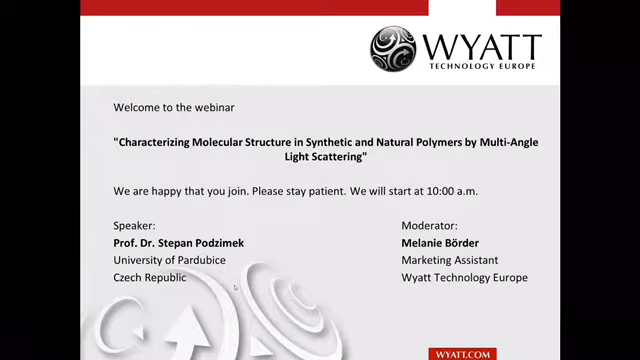 WYATT
TECHNOLOGY EUROPE
Welcome to the webinar
"Characterizing Molecular Structure in Synthetic and Natural Polymers by Multi-Angle
Light Scattering"
We are happy that you join. Please stay patient. We will start at 10:00 a.m.
Speaker:
Prof. Dr. Stepan Podzimek
University of Pardubice
Czech Republic
Moderator:
Melanie Börder
Marketing Assistant
Wyatt Technology Europe
WYATT.COM